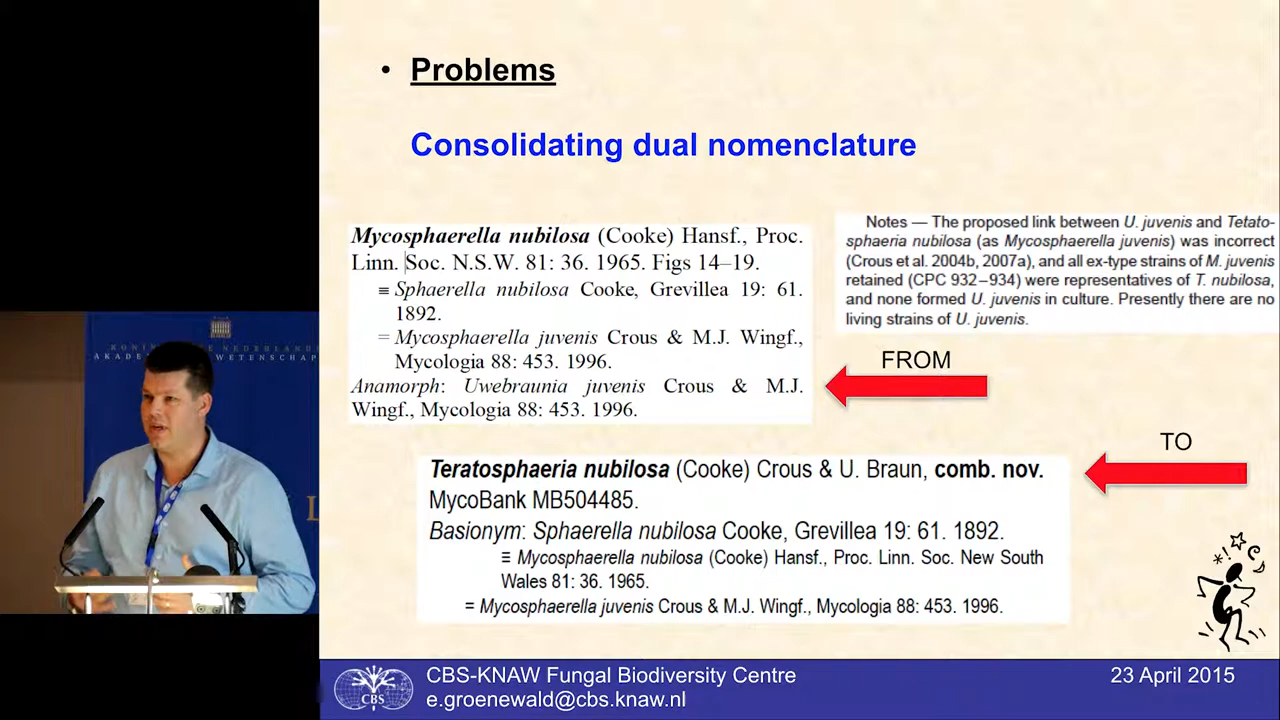 • Problems
Consolidating dual nomenclature
Mycosphaerella nubilosa (Cooke) Hansf., Proc.
Linn. Soc. N.S.W. 81: 36. 1965. Figs 14–19.
≡ Sphaerella nubilosa Cooke, Grevillea 19: 61.
1892.
= Mycosphaerella juvenis Crous & M.J. Wingf.,
Mycologia 88: 453. 1996.
Anamorph: Uwebraunia juvenis Crous & M.J.
Wingf., Mycologia 88: 453. 1996.
Notes — The proposed link between U. juvenis and Tetato-
sphaeria nubilosa (as Mycosphaerella juvenis) was incorrect
(Crous et al. 2004b, 2007a), and all ex-type strains of M. juvenis
retained (CPC 932–934) were representatives of T. nubilosa,
and none formed U. juvenis in culture. Presently there are no
living strains of U. juvenis.
FROM
TO
Teratosphaeria nubilosa (Cooke) Crous & U. Braun, comb. nov.
MycoBank MB504485.
Basionym: Sphaerella nubilosa Cooke, Grevillea 19: 61. 1892.
≡ Mycosphaerella nubilosa (Cooke) Hansf., Proc. Linn. Soc. New South
Wales 81: 36. 1965.
= Mycosphaerella juvenis Crous & M.J. Wingf., Mycologia 88: 453. 1996.
KONINKLIJKE NEDERLANDS
AKADE WETENSCHAP
CBS
CBS-KNAW Fungal Biodiversity Centre
e.groenewald@cbs.knaw.nl
23 April 2015